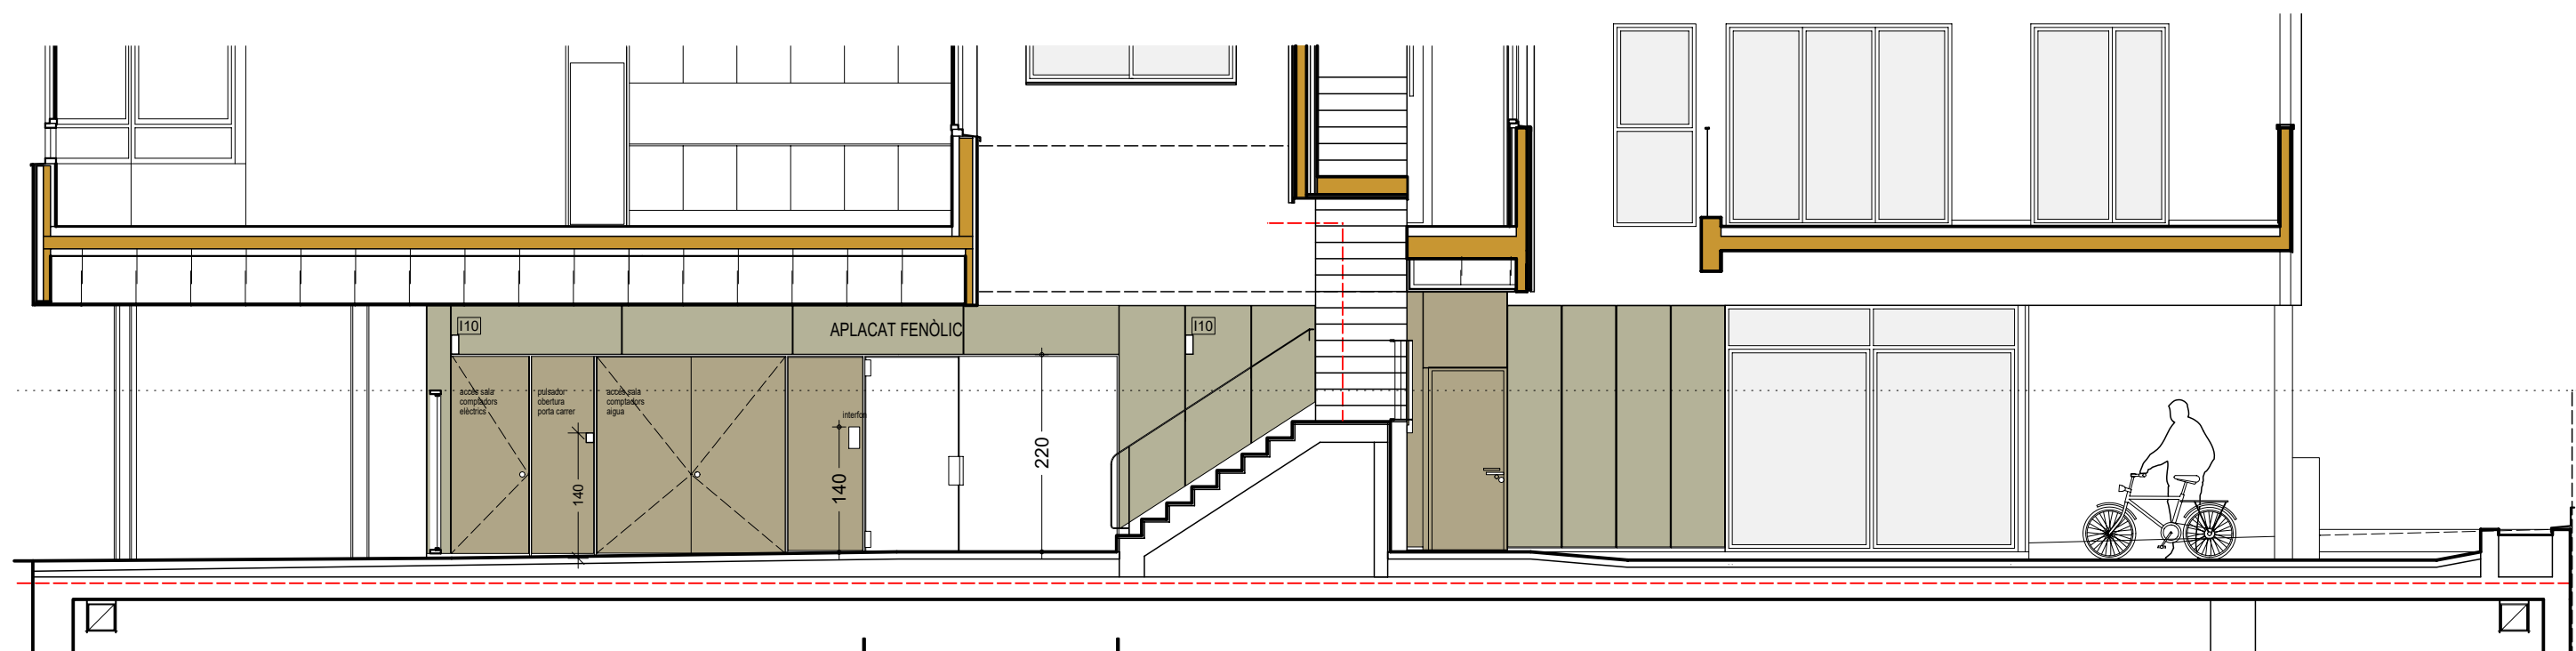 I10
APLACAT FENÒLIC
I10
accés sala
comptadors
elèctrics
pulsador
obertura
porta carrer
accés sala
comptadors
aigua
interfon
140
140
220